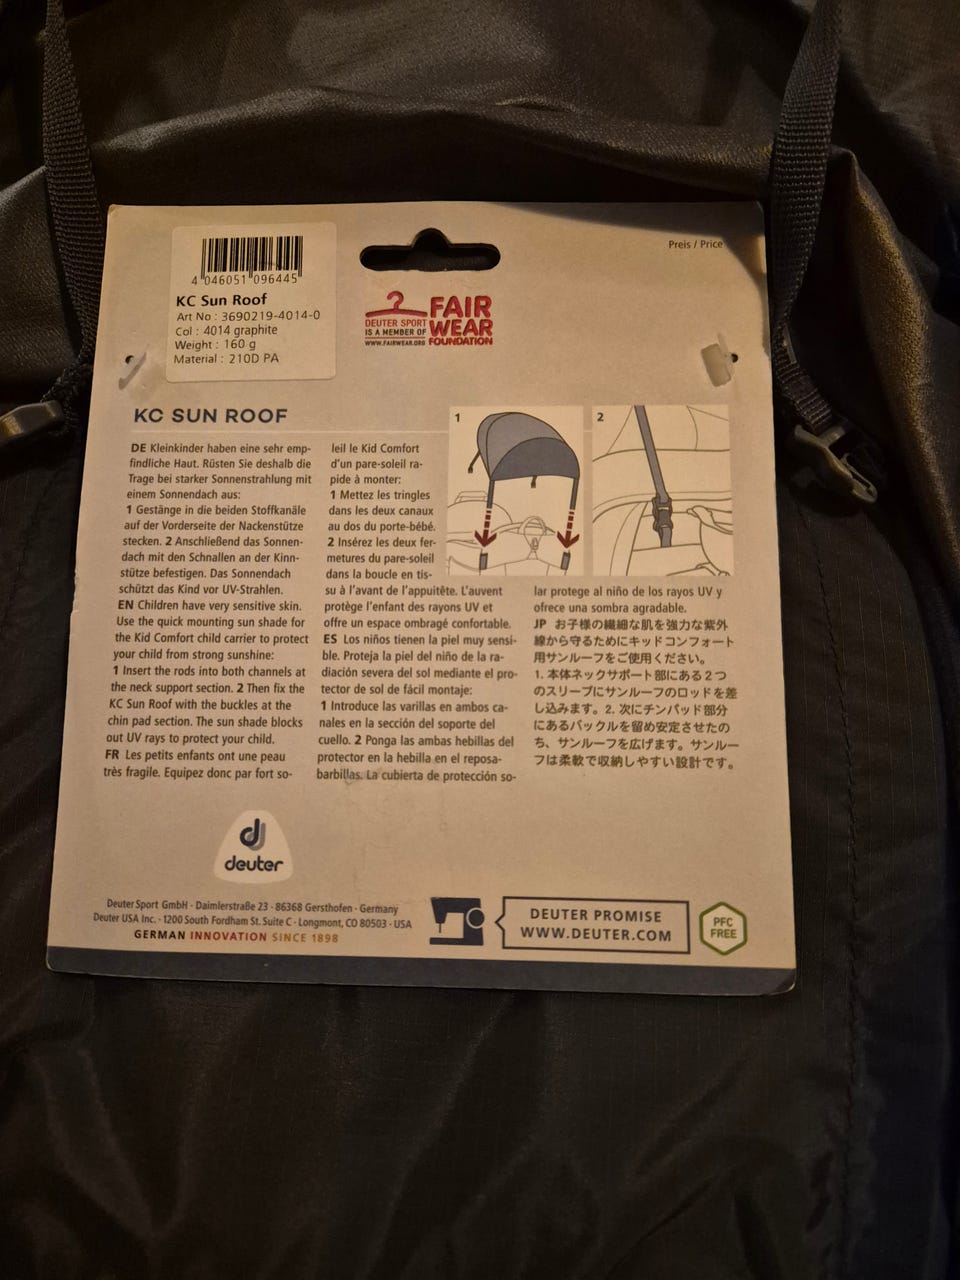 4 046051 096445
KC Sun Roof
Art No : 3690219-4014-0
Col : 4014 graphite
Weight : 160 g
Material : 210D PA
DEUTER SPORT
IS A MEMBER OF
WWW.FAIRWEAR.ORG
FAIR
WEAR
FOUNDATION
Preis / Price
KC SUN ROOF
DE Kleinkinder haben eine sehr emp-
findliche Haut. Rüsten Sie deshalb die
Trage bei starker Sonnenstrahlung mit
einem Sonnendach aus:
1 Gestänge in die beiden Stoffkanäle
auf der Vorderseite der Nackenstütze
stecken. 2 Anschließend das Sonnen-
dach mit den Schnallen an der Kinn-
stütze befestigen. Das Sonnendach
schützt das Kind vor UV-Strahlen.
EN Children have very sensitive skin.
Use the quick mounting sun shade for
the Kid Comfort child carrier to protect
your child from strong sunshine:
1 Insert the rods into both channels at
the neck support section. 2 Then fix the
KC Sun Roof with the buckles at the
chin pad section. The sun shade blocks
out UV rays to protect your child.
FR Les petits enfants ont une peau
très fragile. Equipez donc par fort so-
leil le Kid Comfort
d'un pare-soleil ra-
pide à monter:
1 Mettez les tringles
dans les deux canaux
au dos du porte-bébé.
2 Insérez les deux fer-
metures du pare-soleil
dans la boucle en tis-
su à l'avant de l'appuitête. L'auvent
protège l'enfant des rayons UV et
offre un espace ombragé confortable.
ES Los niños tienen la piel muy sensi-
ble. Proteja la piel del niño de la ra-
diación severa del sol mediante el pro-
tector de sol de fácil montaje:
1 Introduce las varillas en ambos ca-
nales en la sección del soporte del
cuello. 2 Ponga las ambas hebillas del
protector en la hebilla en el reposa-
barbillas. La cubierta de protección so-
1
2
lar protege al niño de los rayos UV y
ofrece una sombra agradable.
JP お子様の繊細な肌を強力な紫外
線から守るためにキッドコンフォート
用サンルーフをご使用ください。
1. 本体ネックサポート部にある２つ
のスリーブにサンルーフのロッドを差
し込みます。2. 次にチンパッド部分
にあるバックルを留め安定させたの
ち、サンルーフを広げます。サンルー
フは柔軟で収納しやすい設計です。
deuter
Deuter Sport GmbH · Daimlerstraße 23 · 86368 Gersthofen · Germany
Deuter USA Inc. · 1200 South Fordham St. Suite C · Longmont, CO 80503 · USA
GERMAN INNOVATION SINCE 1898
DEUTER PROMISE
WWW.DEUTER.COM
PFC
FREE